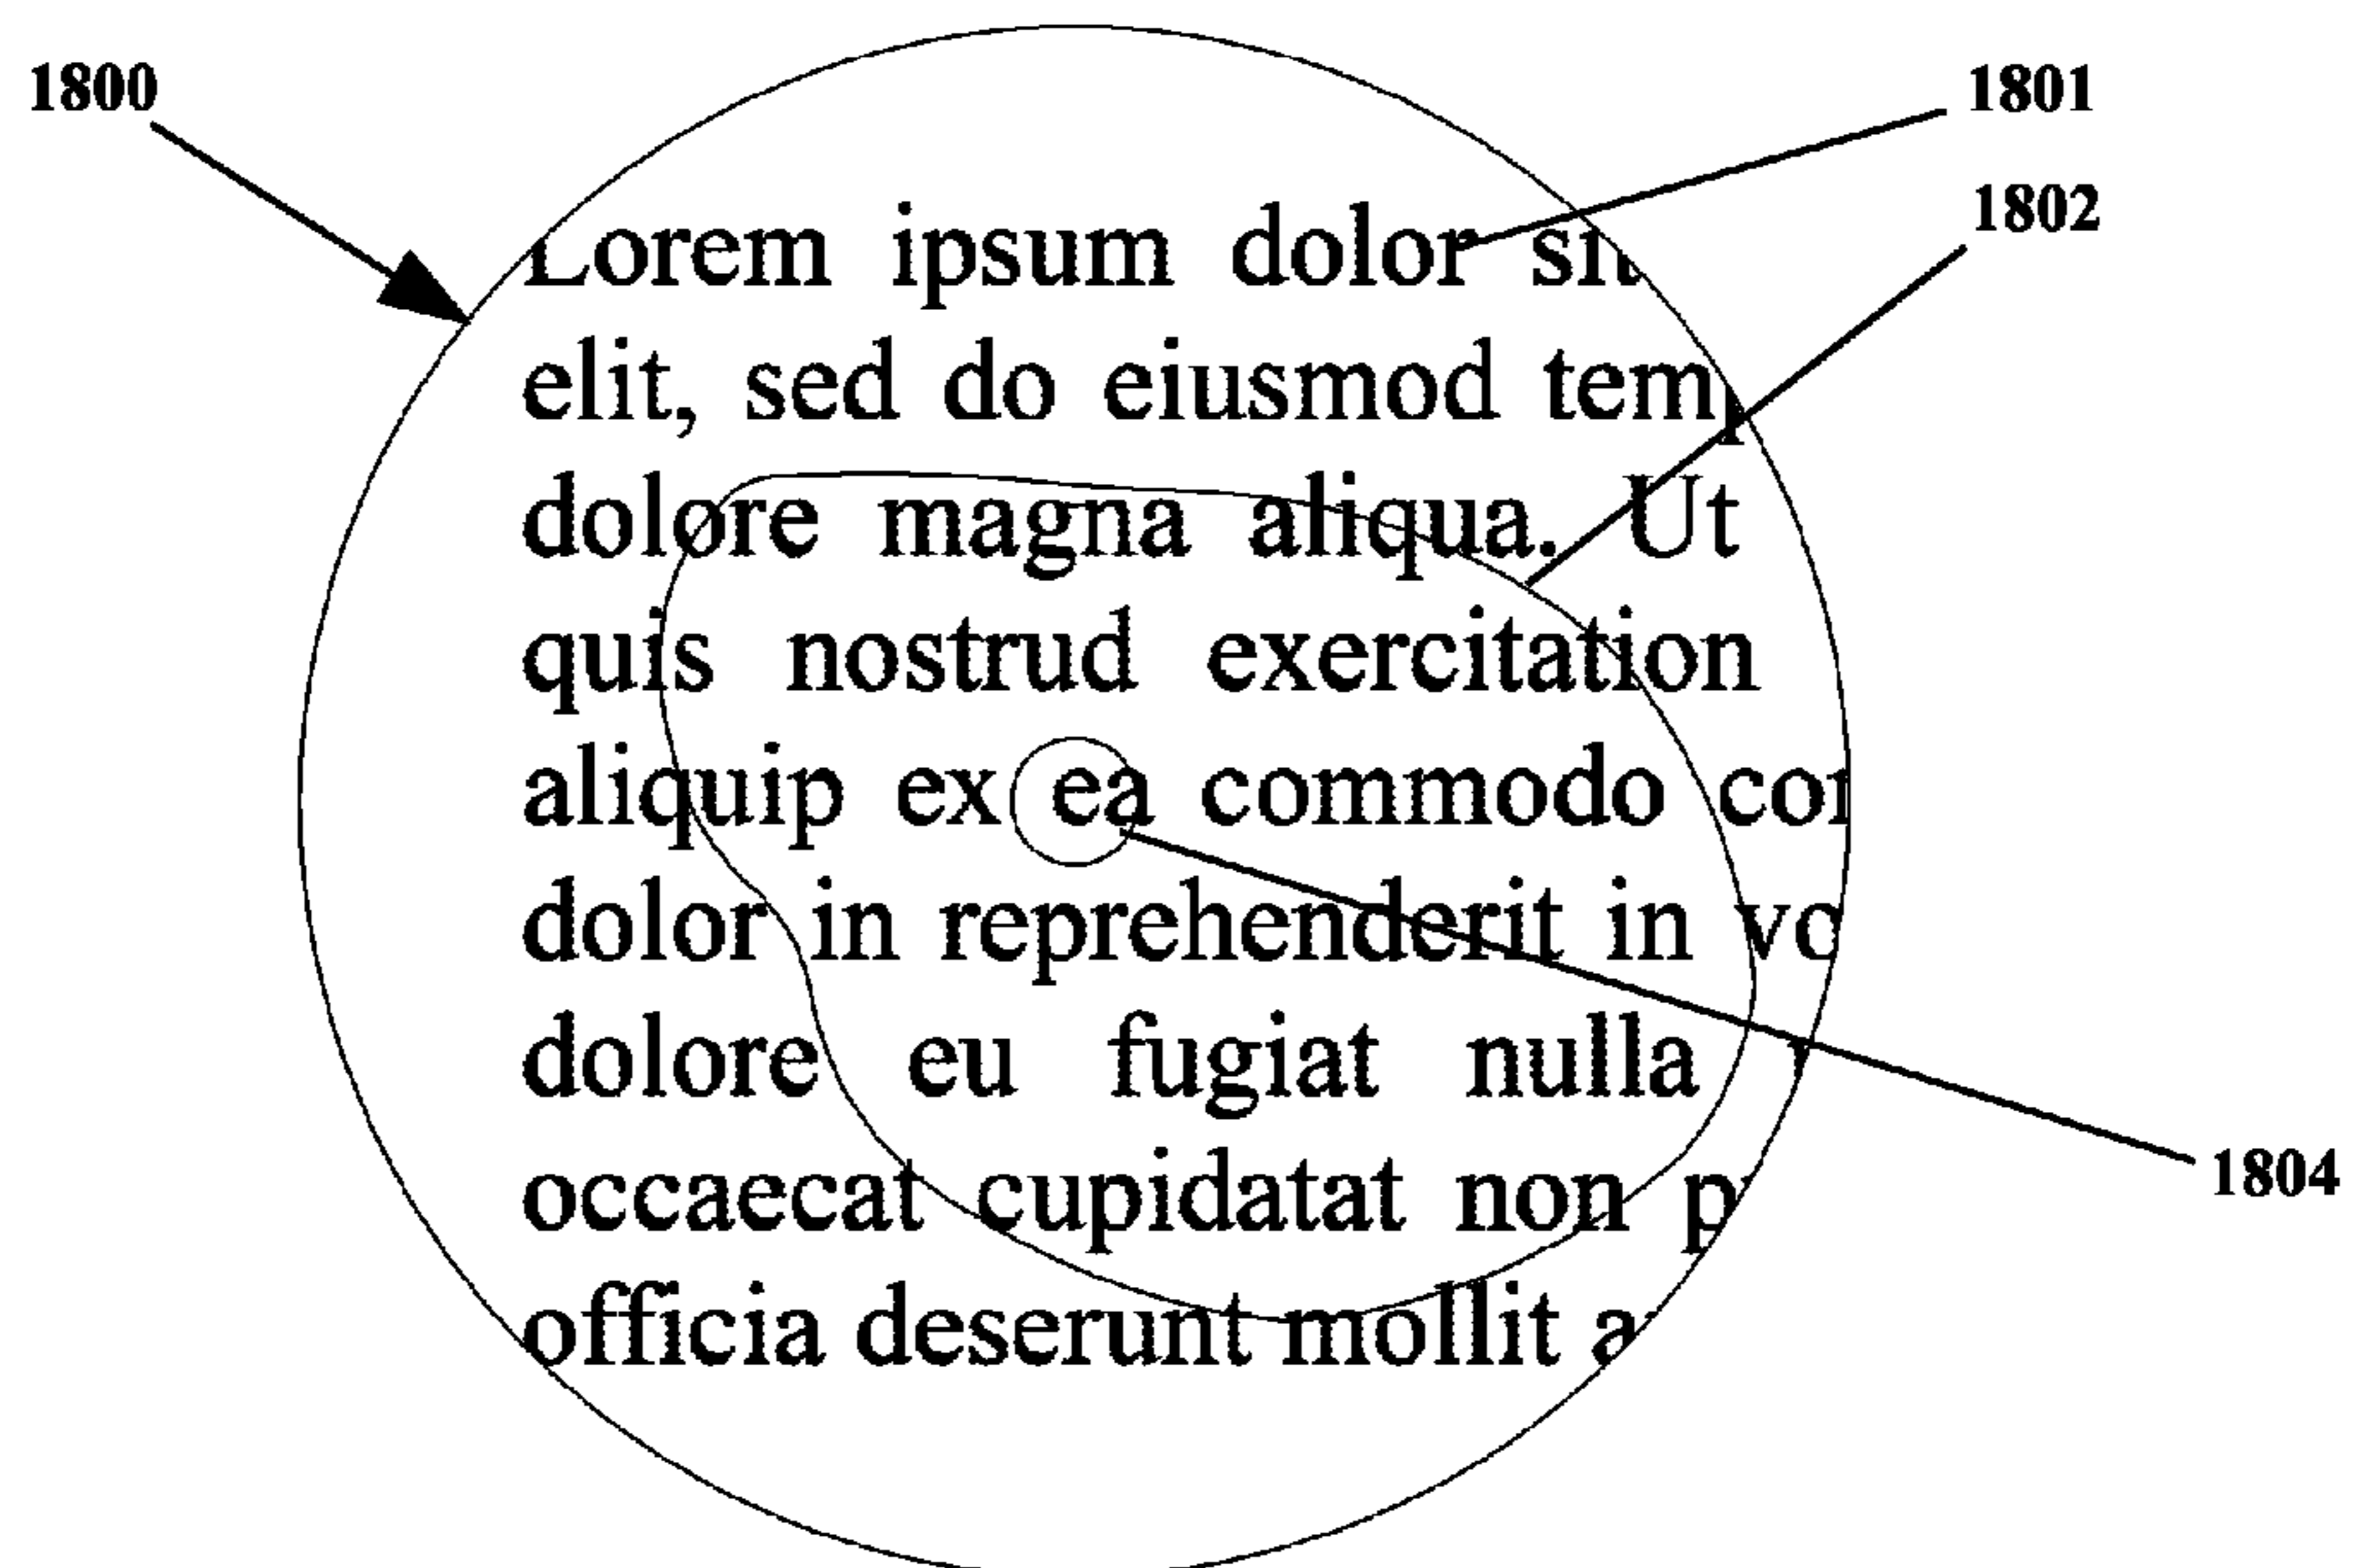 1800
1801
1802
Lorem ipsum dolor
elit, sed do eiusmod
dolore magna aliqua. Ut
quis nostrud exercitation
aliquip ex ea commodo
dolor in reprehenderit in
dolore eu fugiat nulla
1804
occaecat cupidatat non
officia deserunt mollit